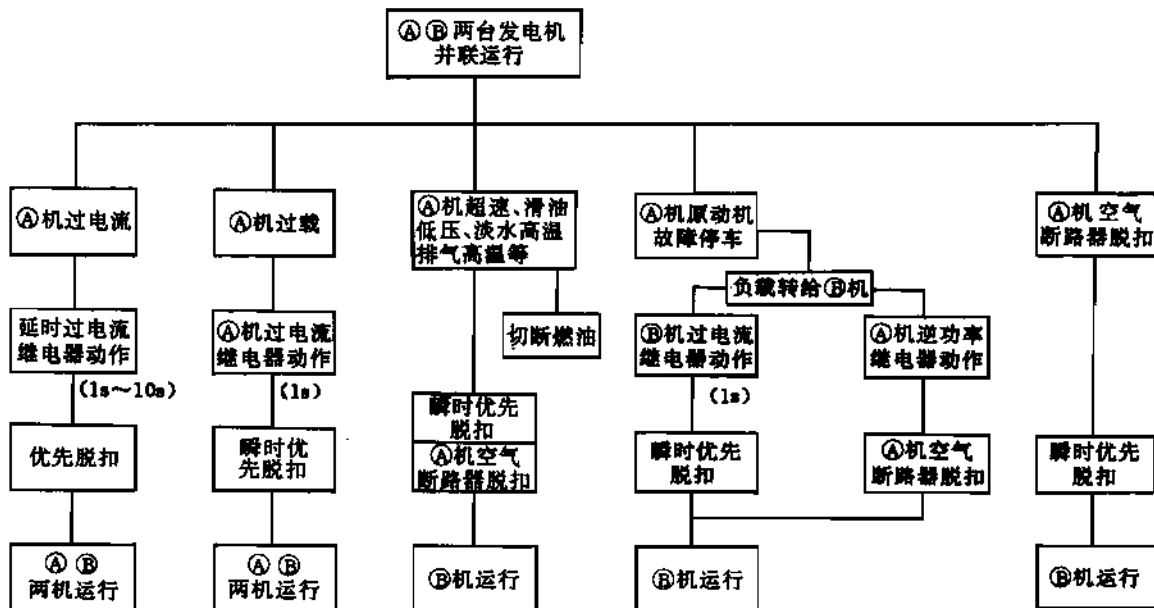 ⒶⒷ两台发电机
并联运行
Ⓐ机过电流
延时过电流
继电器动作
(1s~10s)
优先脱扣
Ⓐ Ⓑ
两机运行
Ⓐ机过载
Ⓐ机过电流
继电器动作
(1s)
瞬时优
先脱扣
Ⓐ Ⓑ
两机运行
Ⓐ机超速、滑油
低压、淡水高温
排气高温等
切断燃油
瞬时优先
脱扣
Ⓐ机空气
断路器脱扣
Ⓑ机运行
Ⓐ机原动机
故障停车
负载转给Ⓑ机
Ⓑ机过电流
继电器动作
(1s)
瞬时优先
脱扣
Ⓐ机逆功率
继电器动作
Ⓐ机空气
断路器脱扣
Ⓑ机运行
Ⓐ机空气
断路器脱扣
瞬时优先
脱扣
Ⓑ机运行